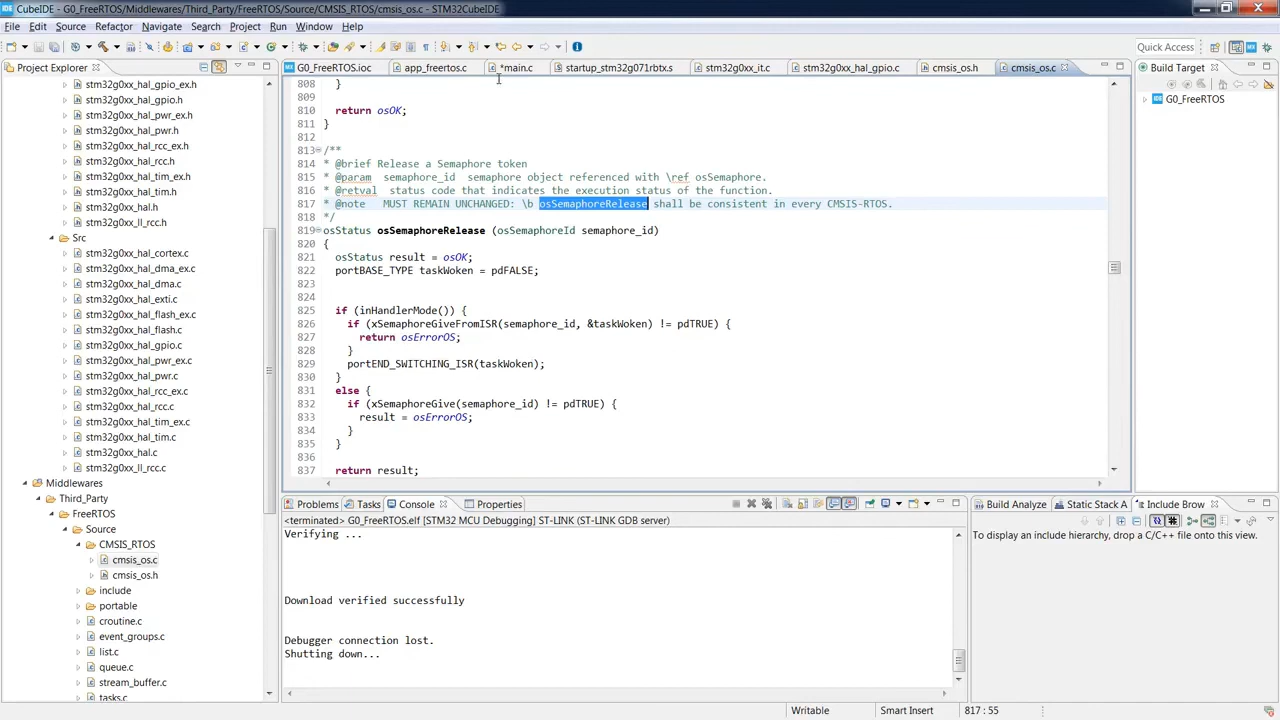 CubeIDE - G0_FreeRTOS/Middlewares/Third_Party/FreeRTOS/Source/CMSIS_RTOS/cmsis_os.c - STM32CubeIDE
File Edit Source Refactor Navigate Search Project Run Window Help
Quick Access
Project Explorer
stm32g0xx_hal_gpio_ex.h
stm32g0xx_hal_gpio.h
stm32g0xx_hal_pwr_ex.h
stm32g0xx_hal_pwr.h
stm32g0xx_hal_rcc_ex.h
stm32g0xx_hal_rcc.h
stm32g0xx_hal_tim_ex.h
stm32g0xx_hal_tim.h
stm32g0xx_hal.h
stm32g0xx_ll_rcc.h
Src
stm32g0xx_hal_cortex.c
stm32g0xx_hal_dma_ex.c
stm32g0xx_hal_dma.c
stm32g0xx_hal_exti.c
stm32g0xx_hal_flash_ex.c
stm32g0xx_hal_flash.c
stm32g0xx_hal_gpio.c
stm32g0xx_hal_pwr_ex.c
stm32g0xx_hal_pwr.c
stm32g0xx_hal_rcc_ex.c
stm32g0xx_hal_rcc.c
stm32g0xx_hal_tim_ex.c
stm32g0xx_hal_tim.c
stm32g0xx_hal.c
stm32g0xx_ll_rcc.c
Middlewares
Third_Party
FreeRTOS
Source
CMSIS_RTOS
cmsis_os.c
cmsis_os.h
include
portable
croutine.c
event_groups.c
list.c
queue.c
stream_buffer.c
tasks.c
G0_FreeRTOS.ioc app_freertos.c *main.c startup_stm32g071rbtx.s stm32g0xx_it.c stm32g0xx_hal_gpio.c cmsis_os.h cmsis_os.c
808 }
809
810 return osOK;
811 }
812
813 /**
814 * @brief Release a Semaphore token
815 * @param semaphore_id semaphore object referenced with \ref osSemaphore.
816 * @retval status code that indicates the execution status of the function.
817 * @note MUST REMAIN UNCHANGED: \b osSemaphoreRelease shall be consistent in every CMSIS-RTOS.
818 */
819 osStatus osSemaphoreRelease (osSemaphoreId semaphore_id)
820 {
821 osStatus result = osOK;
822 portBASE_TYPE taskWoken = pdFALSE;
823
824
825 if (inHandlerMode()) {
826 if (xSemaphoreGiveFromISR(semaphore_id, &taskWoken) != pdTRUE) {
827 return osErrorOS;
828 }
829 portEND_SWITCHING_ISR(taskWoken);
830 }
831 else {
832 if (xSemaphoreGive(semaphore_id) != pdTRUE) {
833 result = osErrorOS;
834 }
835 }
836
837 return result;
Build Target
G0_FreeRTOS
Problems Tasks Console Properties
<terminated> G0_FreeRTOS.elf [STM32 MCU Debugging] ST-LINK (ST-LINK GDB server)
Verifying ...
Download verified successfully
Debugger connection lost.
Shutting down...
Build Analyze Static Stack A Include Brow
To display an include hierarchy, drop a C/C++ file onto this view.
Writable Smart Insert 817 : 55